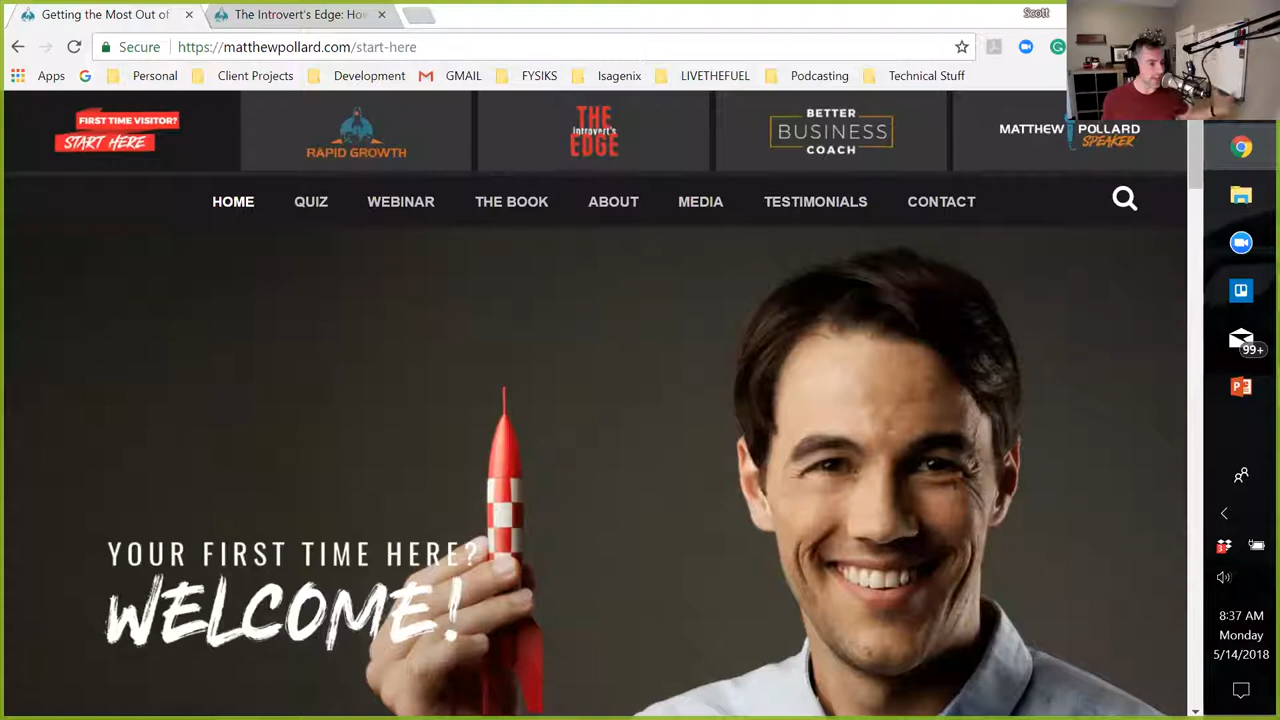 Getting the Most Out of
The Introvert's Edge: Hov
Scott
Secure
https://matthewpollard.com/start-here
Apps
Personal
Client Projects
Development
GMAIL
FYSIKS
Isagenix
LIVETHEFUEL
Podcasting
Technical Stuff
FIRST TIME VISITOR?
START HERE
RAPID GROWTH
THE
Introvert's
EDGE
BETTER
BUSINESS
COACH
MATTHEW POLLARD
SPEAKER
HOME
QUIZ
WEBINAR
THE BOOK
ABOUT
MEDIA
TESTIMONIALS
CONTACT
YOUR FIRST TIME HERE?
WELCOME!
99+
8:37 AM
Monday
5/14/2018